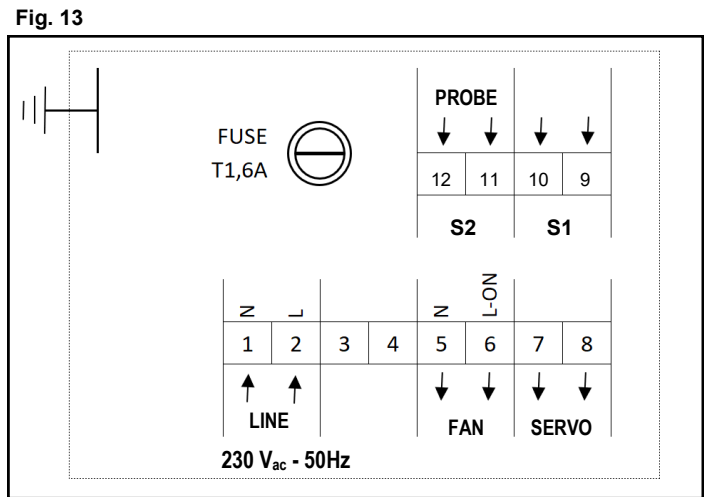 Fig. 13
PROBE
FUSE
T1,6A
12 11 10 9
S2 S1
N L N L-ON
1 2 3 4 5 6 7 8
LINE FAN SERVO
230 Vac - 50Hz